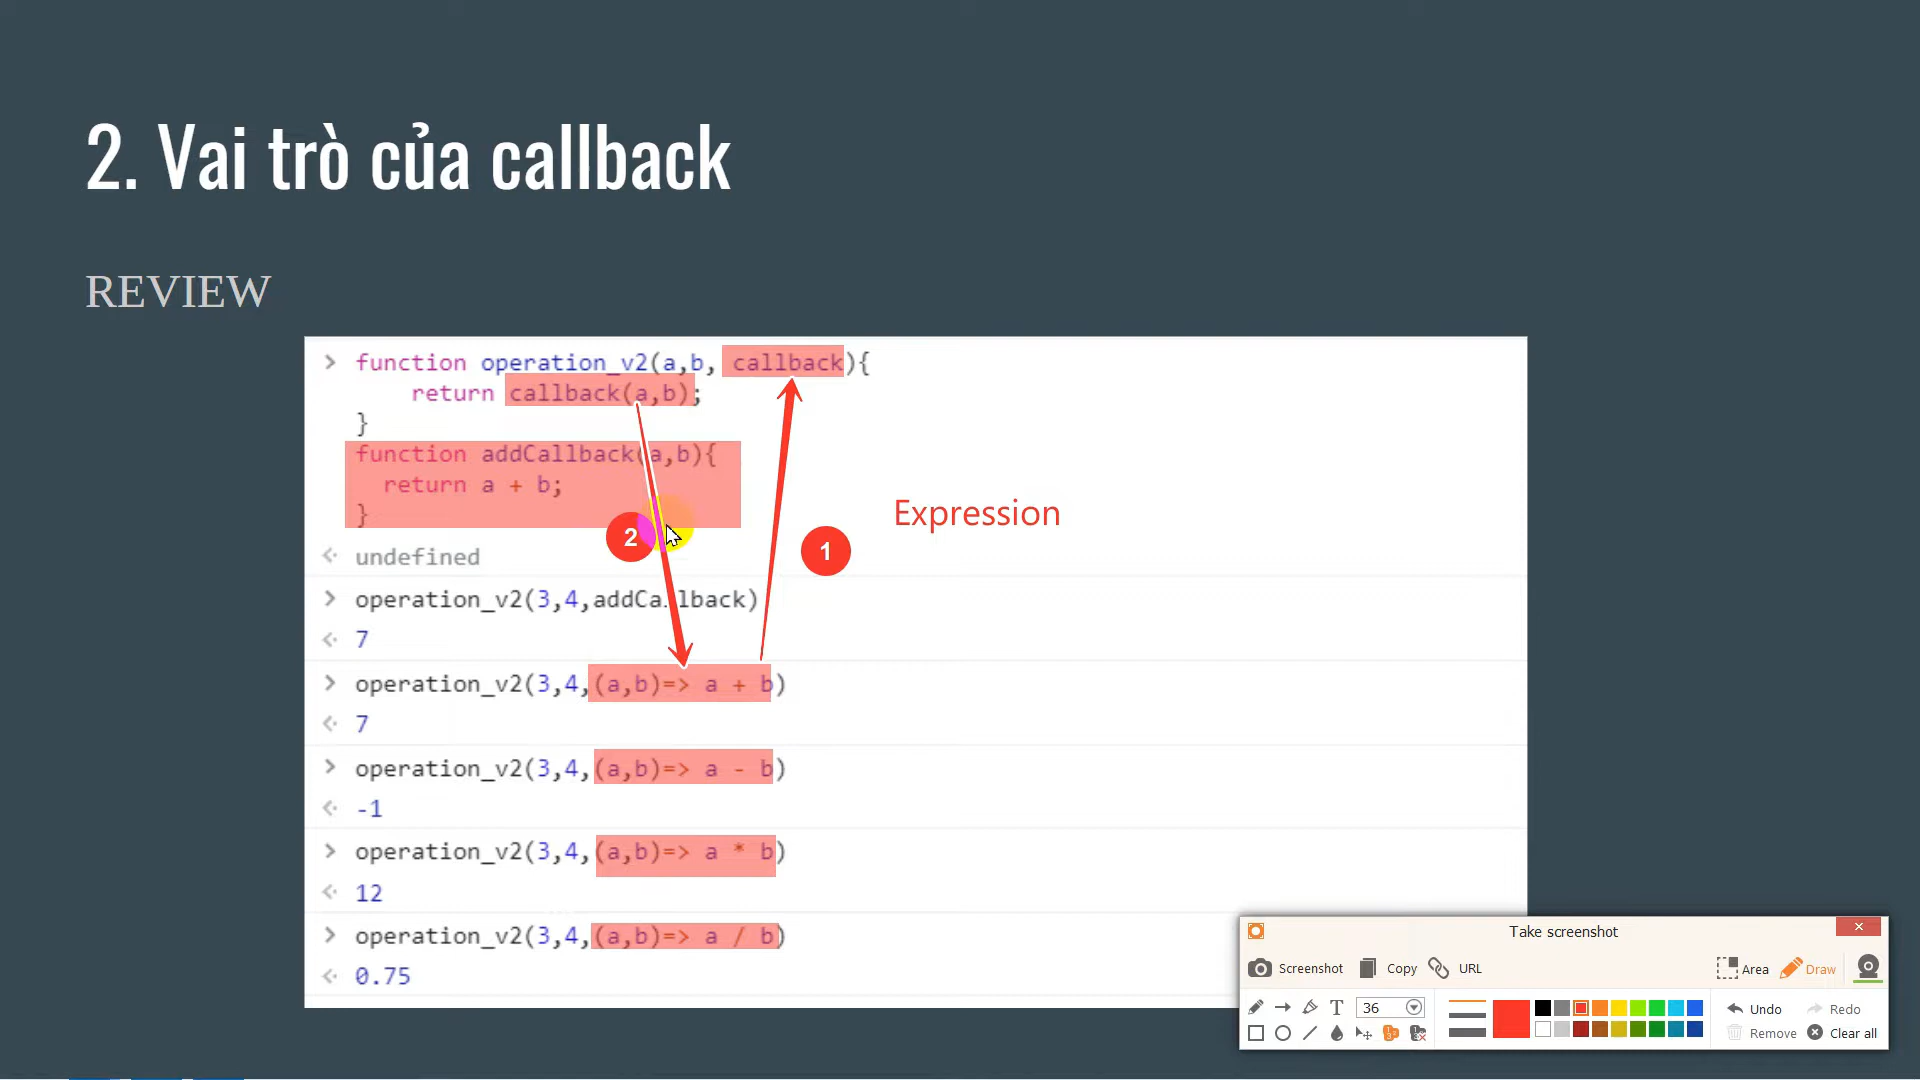 2. Vai trò của callback
REVIEW
> function operation_v2(a,b, callback){
return callback(a,b);
}
function addCallback(a,b){
return a + b;
}
undefined
> operation_v2(3,4,addCallback)
7
> operation_v2(3,4,(a,b)=> a + b)
7
> operation_v2(3,4,(a,b)=> a - b)
-1
> operation_v2(3,4,(a,b)=> a * b)
12
> operation_v2(3,4,(a,b)=> a / b)
0.75
2
1
Expression
Take screenshot
Screenshot Copy URL Area Draw
T 36 Undo Redo
Remove Clear all